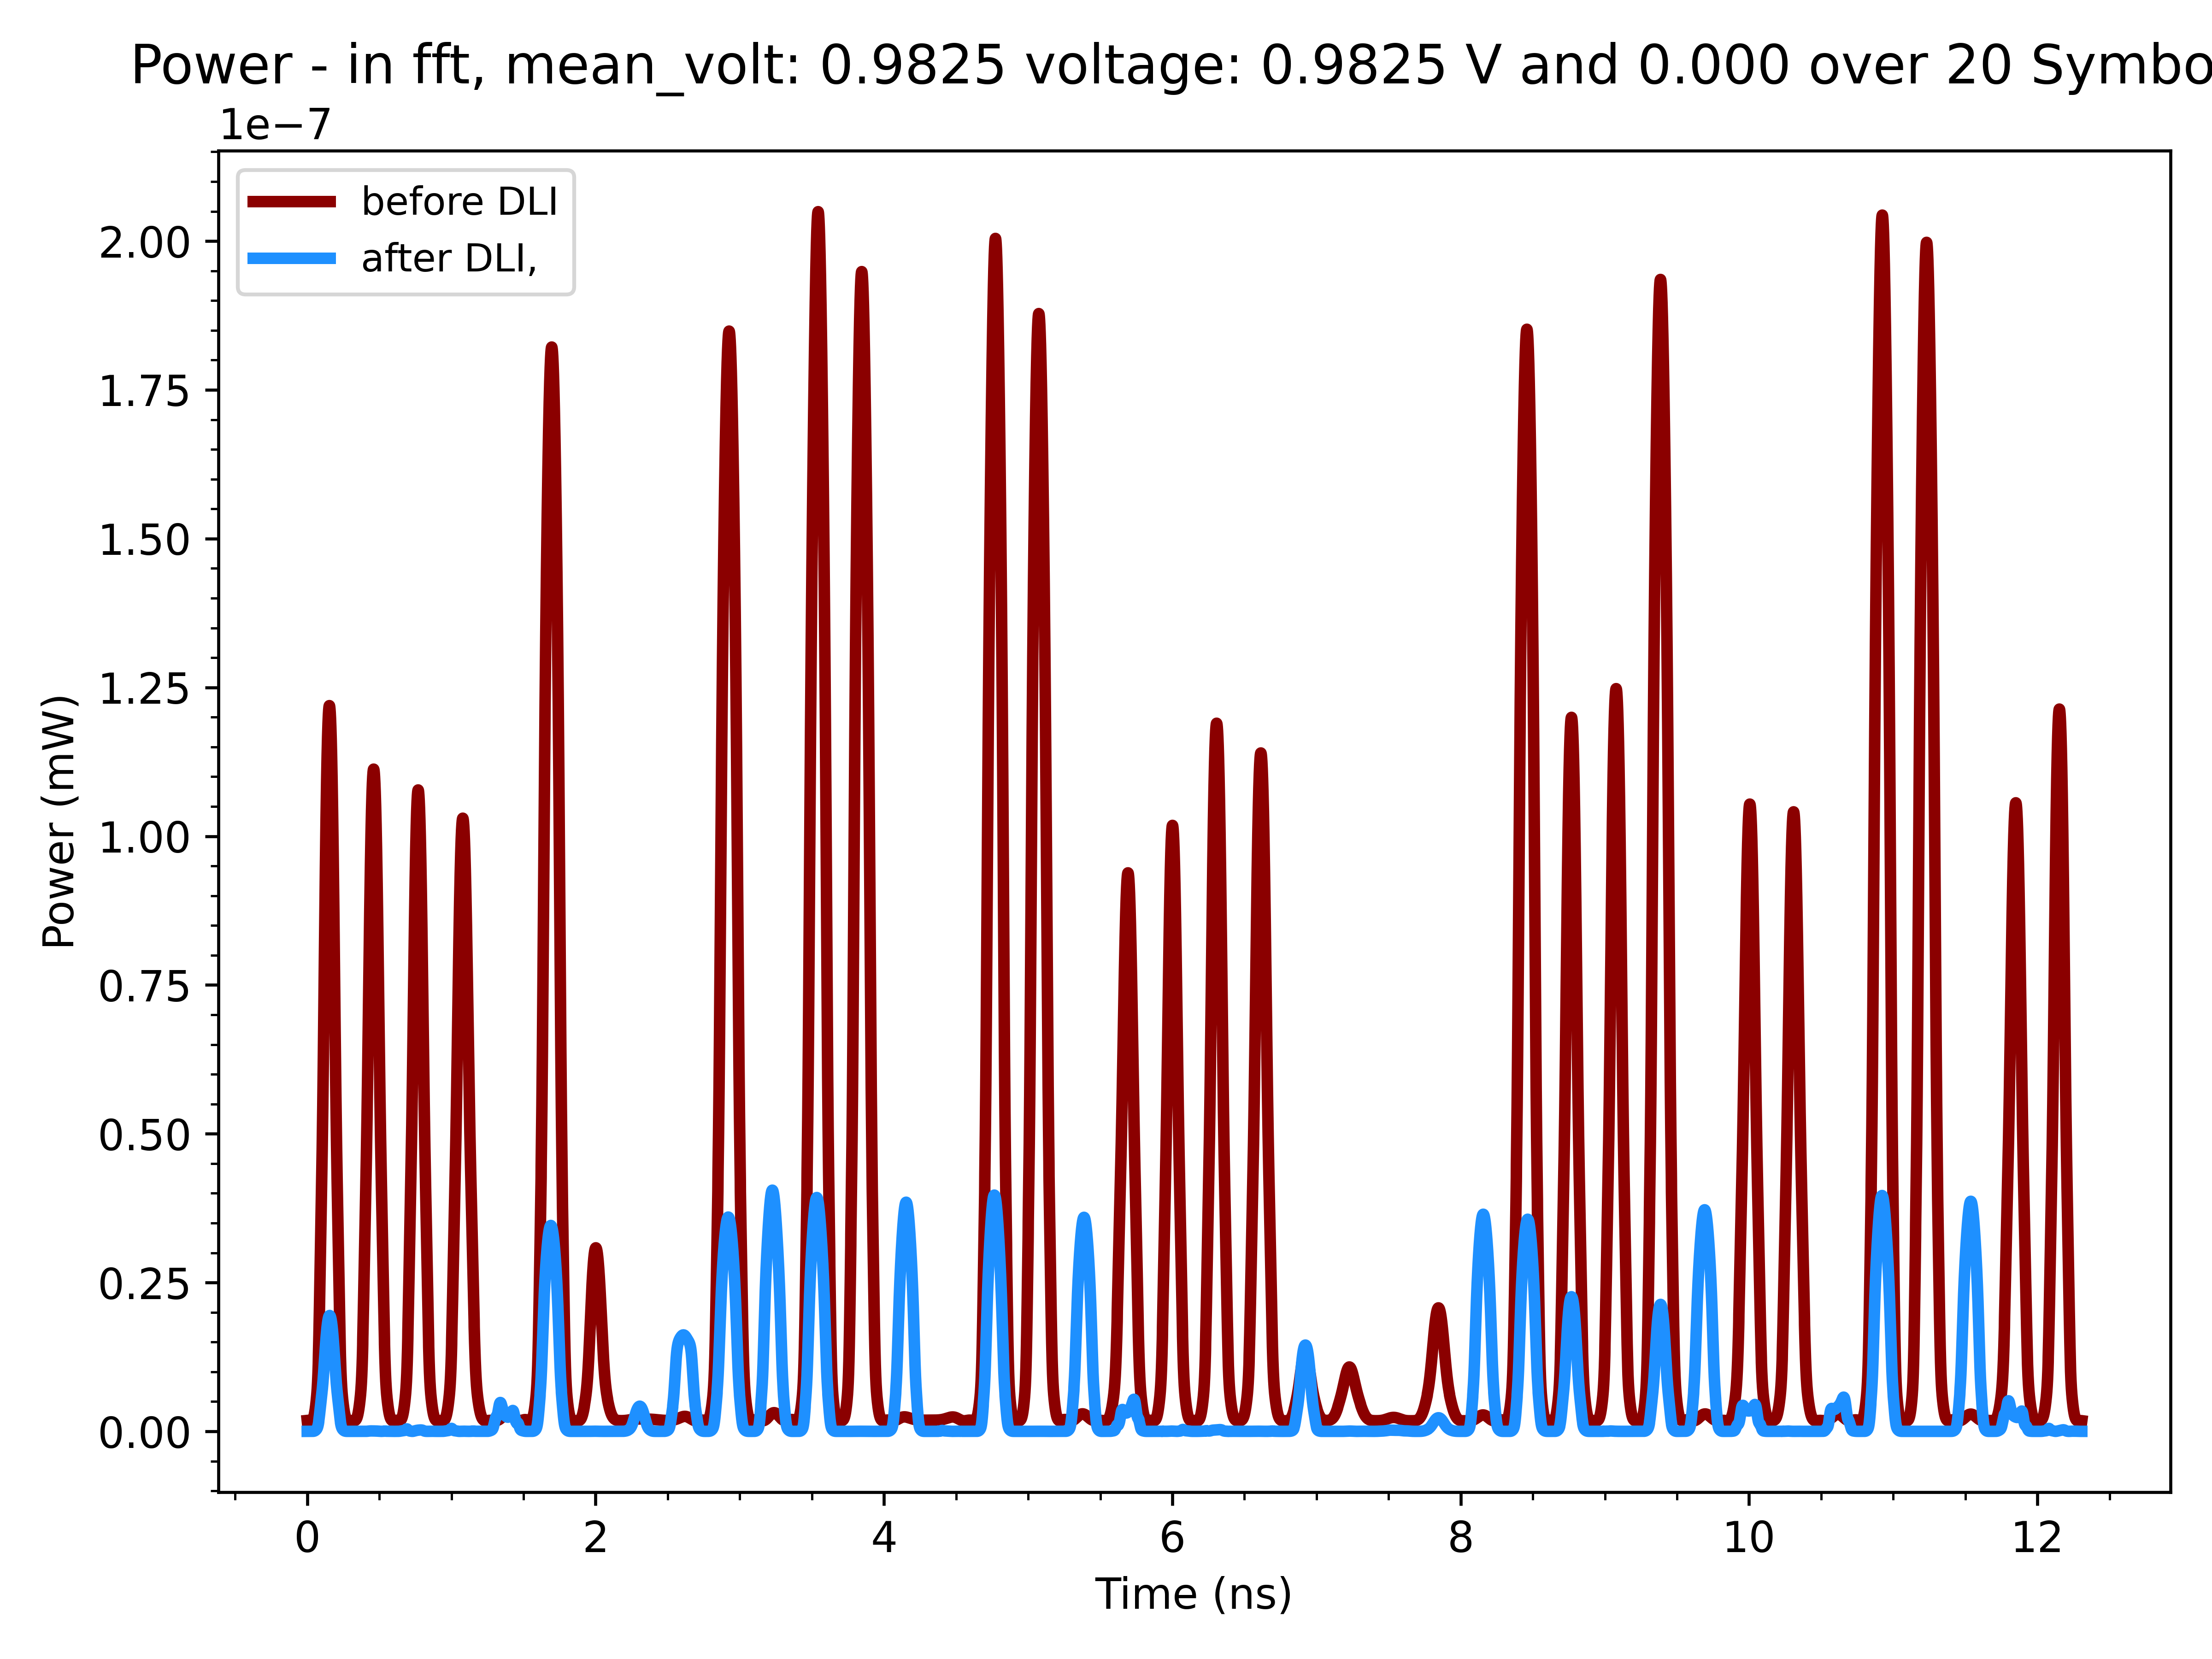 Power - in fft, mean_volt: 0.9825 voltage: 0.9825 V and 0.000 over 20 Symbo
1e−7
before DLI
after DLI,
2.00
1.75
1.50
1.25
1.00
0.75
0.50
0.25
0.00
Power (mW)
0 2 4 6 8 10 12
Time (ns)